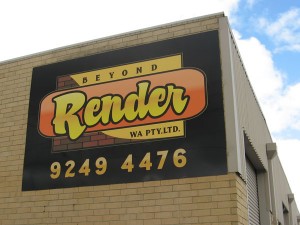 BEYOND
Render
WA PTY.LTD.
9249 4476